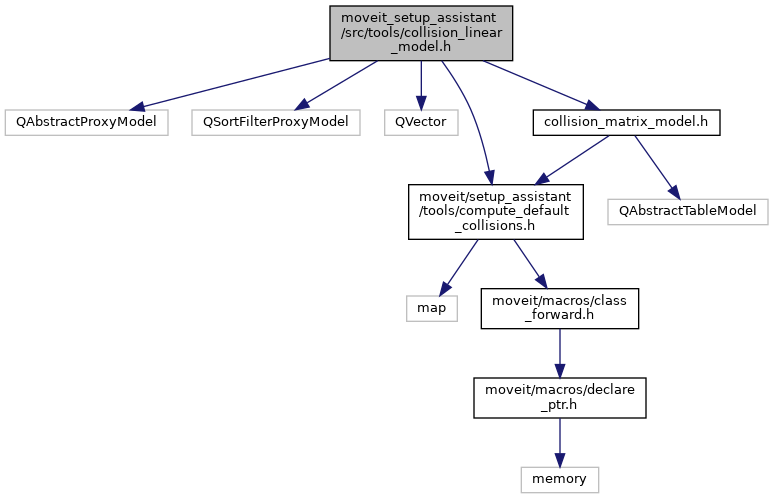 moveit_setup_assistant
/src/tools/collision_linear
_model.h
QAbstractProxyModel
QSortFilterProxyModel
QVector
collision_matrix_model.h
moveit/setup_assistant
/tools/compute_default
_collisions.h
QAbstractTableModel
map
moveit/macros/class
_forward.h
moveit/macros/declare
_ptr.h
memory